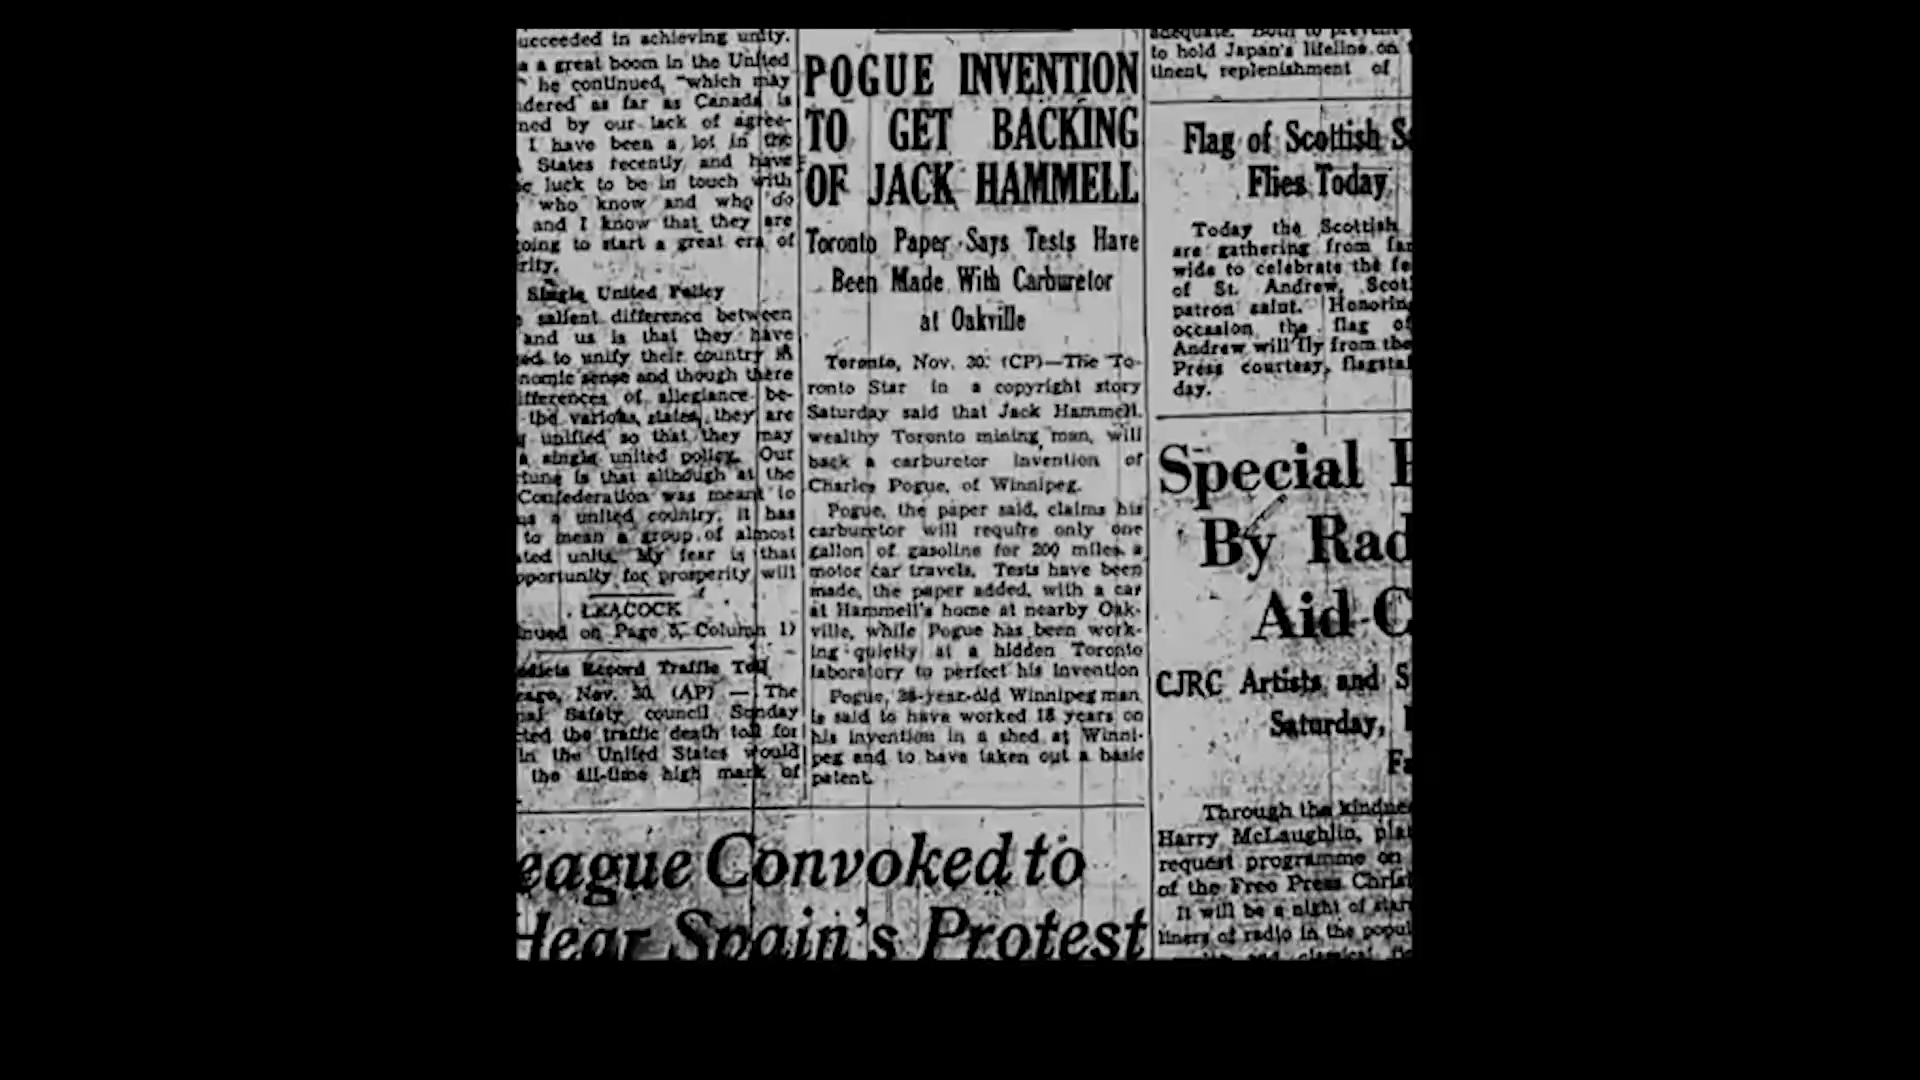 ucceeded in achieving unity.
a a great boom in the United
he continued, "which may
dered as far as Canada is
ned by our lack of agree-
I have been a lot in the
States recently and have
luck to be in touch with
who know and who do
and I know that they are
oing to start a great era of
rity.
Single United Policy
salient difference between
and us is that they have
ed to unify their country in
nomic sense and though there
ifferences of allegiance be-
the various states, they are
unified so that they may
a single united policy. Our
tune is that although at the
Confederation was meant to
us a united country, it has
to mean a group of almost
ated units. My fear is that
pportunity for prosperity will
LEACOCK
nued on Page 5, Column 1)
edicts Record Traffic Toll
cago, Nov. 30. (AP) — The
nal Safety council Sunday
cted the traffic death toll for
in the United States would
the all-time high mark of
POGUE INVENTION
TO GET BACKING
OF JACK HAMMELL
Toronto Paper Says Tests Have
Been Made With Carburetor
at Oakville
Toronto, Nov. 30. (CP)—The To-
ronto Star in a copyright story
Saturday said that Jack Hammell,
wealthy Toronto mining man, will
back a carburetor invention of
Charles Pogue, of Winnipeg.
Pogue, the paper said, claims his
carburetor will require only one
gallon of gasoline for 200 miles a
motor car travels. Tests have been
made, the paper added, with a car
at Hammell's home at nearby Oak-
ville, while Pogue has been work-
ing quietly at a hidden Toronto
laboratory to perfect his invention
Pogue, -year-old Winnipeg man
is said to have worked 18 years on
his invention in a shed at Winni-
peg and to have taken out a basic
patent.
eague Convoked to
Hear Spain's Protest
adequate. Both to prevent
to hold Japan's lifeline on
tinent, replenishment of
Flag of Scottish S
Flies Today
Today the Scottish
are gathering from far
wide to celebrate the fe
of St. Andrew, Scot
patron saint. Honoring
occasion the flag of
Andrew will fly from the
Press courtesy flagstaf
day.
Special
By Rad
Aid C
CJRC Artists and S
Saturday,
Fa
Through the kindne
Harry McLaughlin, pla
request programme on
of the Free Press Christ
It will be a night of star
liners of radio in the popul
and classical